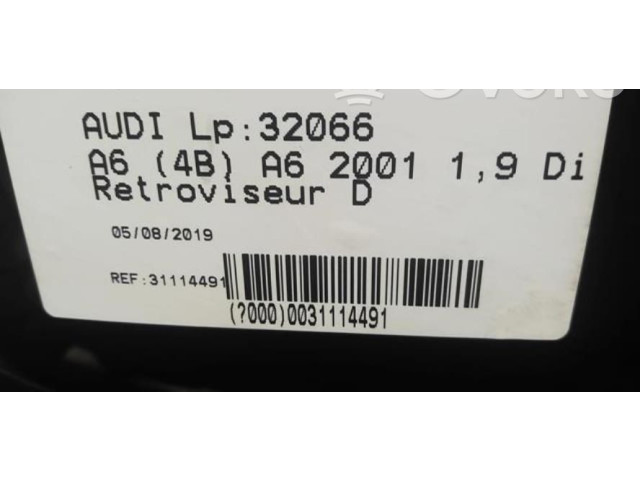 AUDI Lp:32066
A6 (4B) A6 2001 1,9 Di
Retroviseur D
05/08/2019
REF:31114491
(?000)0031114491